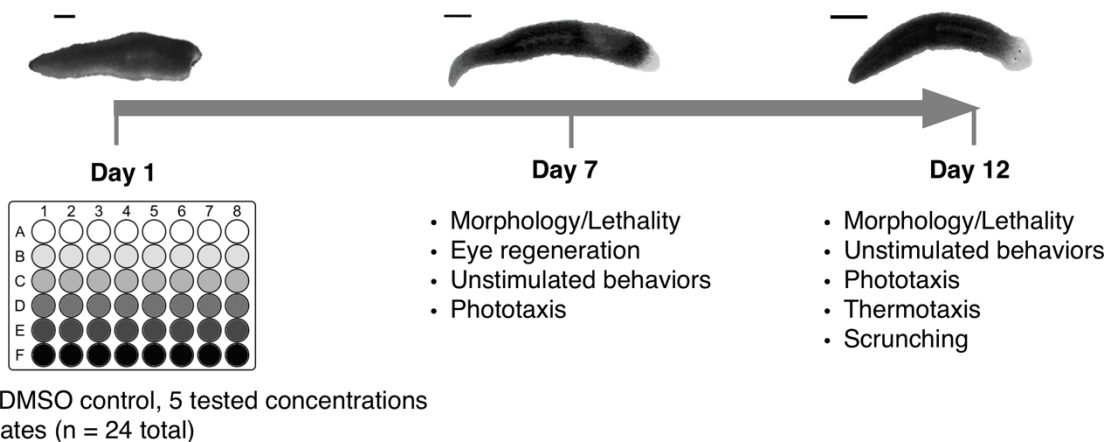 Day 1
Day 7
Day 12
1 2 3 4 5 6 7 8
A
B
C
D
E
F
DMSO control, 5 tested concentrations
(n = 24 total)
• Morphology/Lethality
• Eye regeneration
• Unstimulated behaviors
• Phototaxis
• Morphology/Lethality
• Unstimulated behaviors
• Phototaxis
• Thermotaxis
• Scrunching